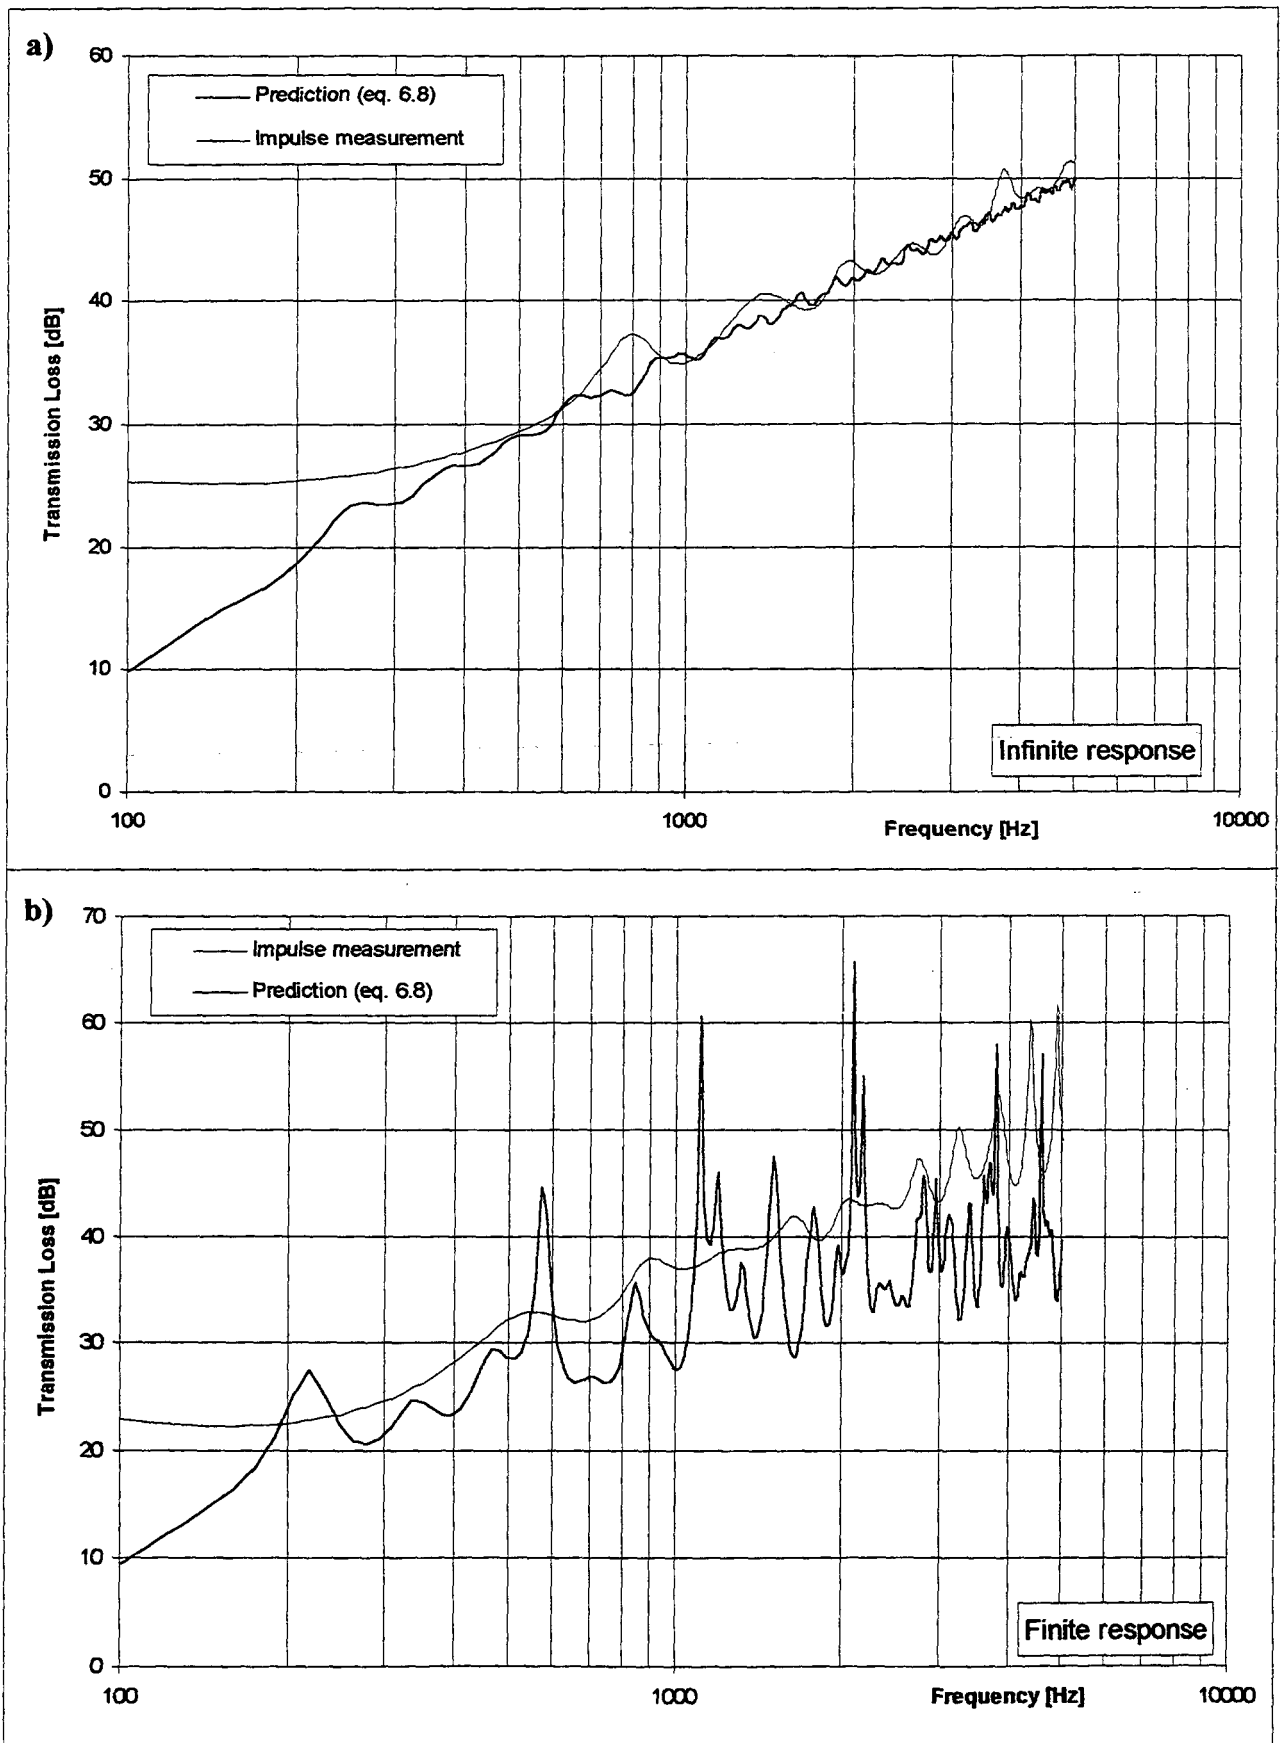 a)
60
Prediction (eq. 6.8)
Impulse measurement
50
40
30
20
10
0
Transmission Loss [dB]
Infinite response
100
1000
Frequency [Hz]
10000
b)
70
Impulse measurement
Prediction (eq. 6.8)
60
50
40
30
20
10
0
Transmission Loss [dB]
Finite response
100
1000
Frequency [Hz]
10000